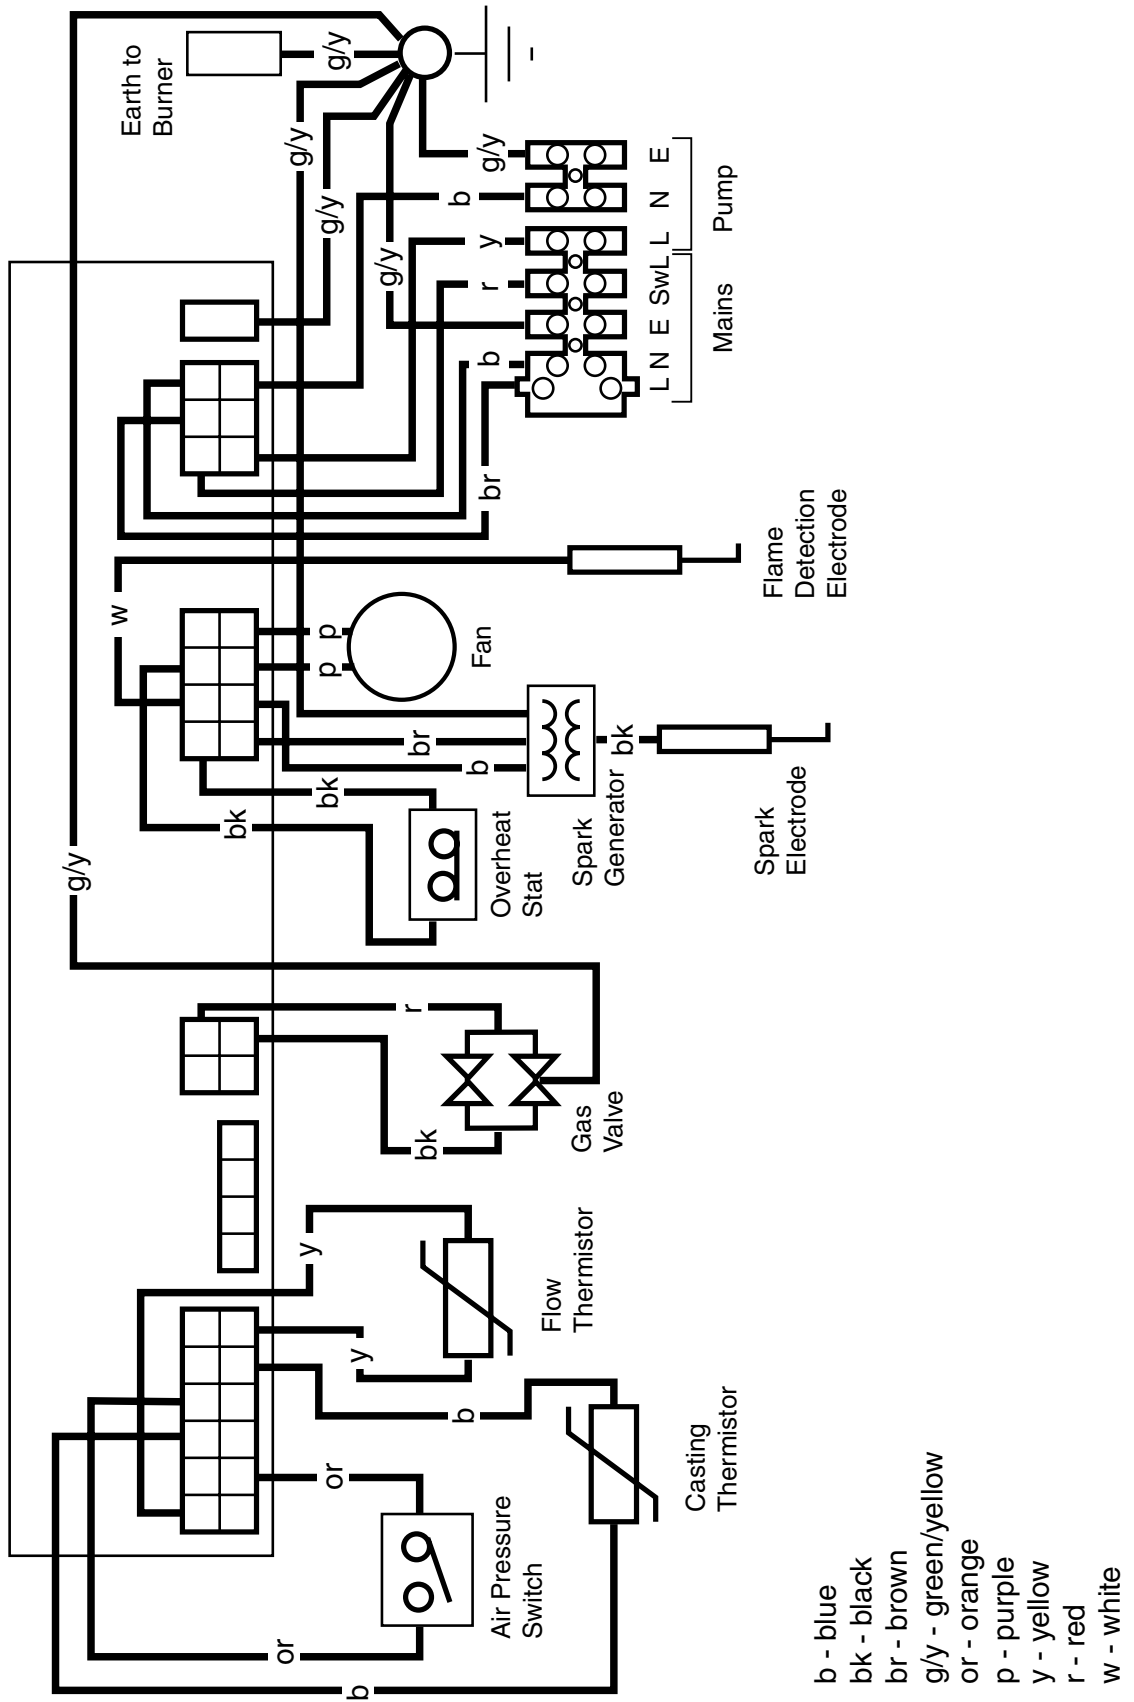 g/y
w
Earth to
Burner
bk
or
g/y
y
bk
p
p
g/y
or
g/y
b
y
g/y
r
br
bk
b
b
b
Fan
br
b
r
y
g/y
Air Pressure
Switch
Overheat
Stat
Flow
Thermistor
Gas
Valve
Spark
Generator
bk
L N E SwL L N E
Casting
Thermistor
Mains
Pump
Spark
Electrode
Flame
Detection
Electrode
b - blue
bk - black
br - brown
g/y - green/yellow
or - orange
p - purple
y - yellow
r - red
w - white